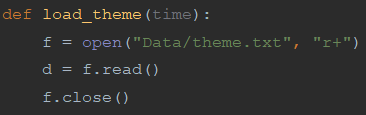 def load_theme(time):
    f = open("Data/theme.txt", "r+")
    d = f.read()
    f.close()